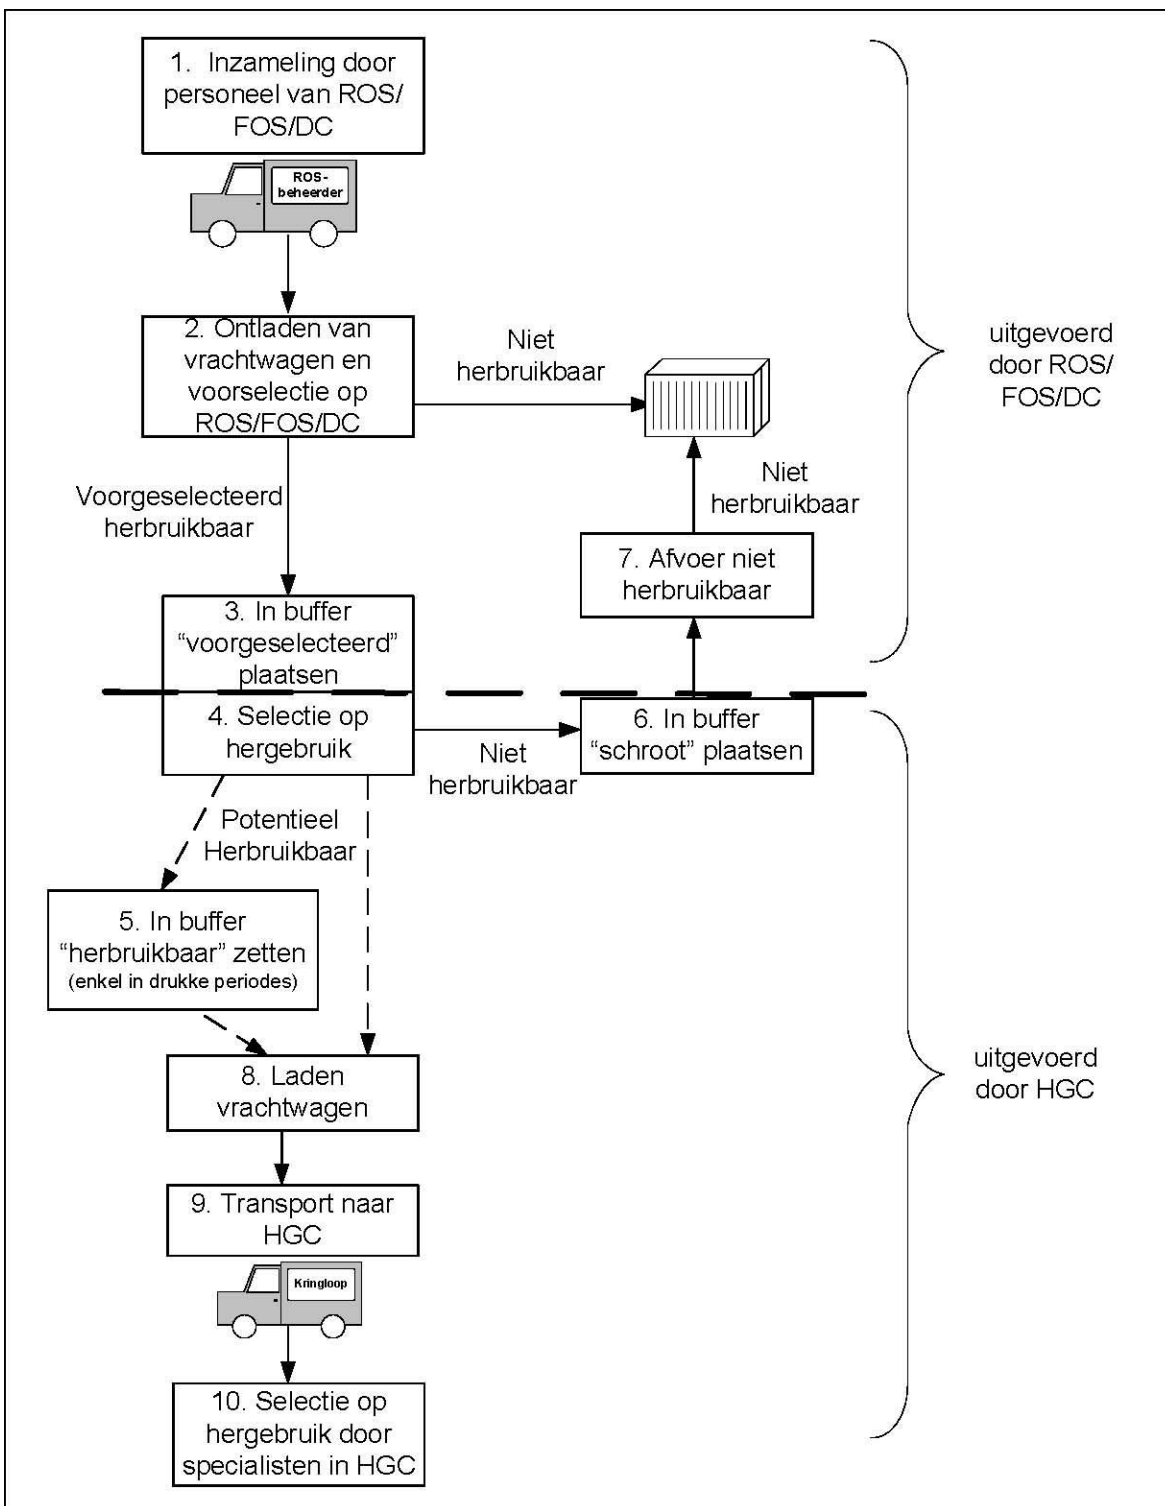 1. Inzameling door
personeel van ROS/
FOS/DC
ROS-
beheerder
2. Ontladen van
vrachtwagen en
voorselectie op
ROS/FOS/DC
Niet
herbruikbaar
uitgevoerd
door ROS/
FOS/DC
Voorgeselecteerd
herbruikbaar
Niet
herbruikbaar
7. Afvoer niet
herbruikbaar
3. In buffer
“voorgeselecteerd”
plaatsen
4. Selectie op
hergebruik
Niet
herbruikbaar
6. In buffer
“schroot” plaatsen
Potentieel
Herbruikbaar
5. In buffer
“herbruikbaar” zetten
(enkel in drukke periodes)
uitgevoerd
door HGC
8. Laden
vrachtwagen
9. Transport naar
HGC
Kringloop
10. Selectie op
hergebruik door
specialisten in HGC